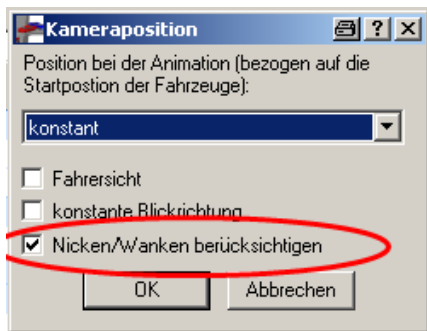 Kameraposition
Position bei der Animation (bezogen auf die
Startpostion der Fahrzeuge):
konstant
Fahrersicht
konstante Blickrichtung
Nicken/Wanken berücksichtigen
OK Abbrechen